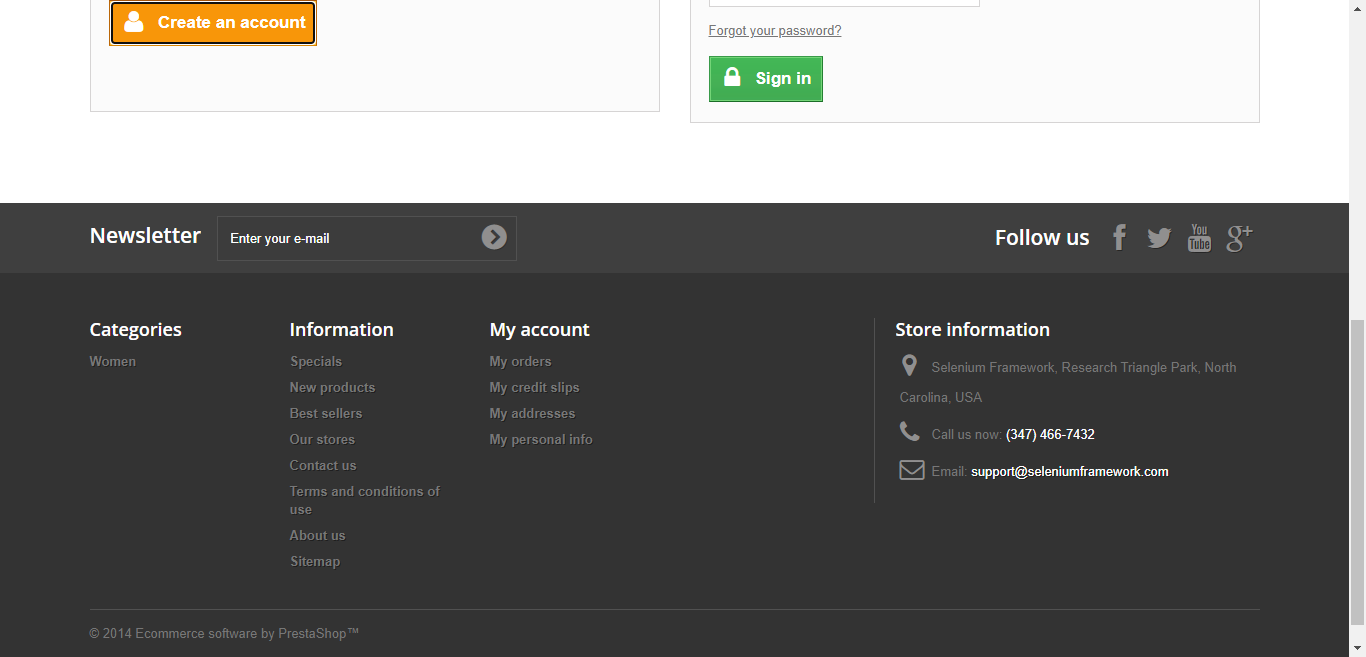 Create an account
Forgot your password?
Sign in
Newsletter
Enter your e-mail
Follow us
You
Tube
g+
Categories
Women
Information
Specials
New products
Best sellers
Our stores
Contact us
Terms and conditions of
use
About us
Sitemap
My account
My orders
My credit slips
My addresses
My personal info
Store information
Selenium Framework, Research Triangle Park, North
Carolina, USA
Call us now: (347) 466-7432
Email: support@seleniumframework.com
© 2014 Ecommerce software by PrestaShop™